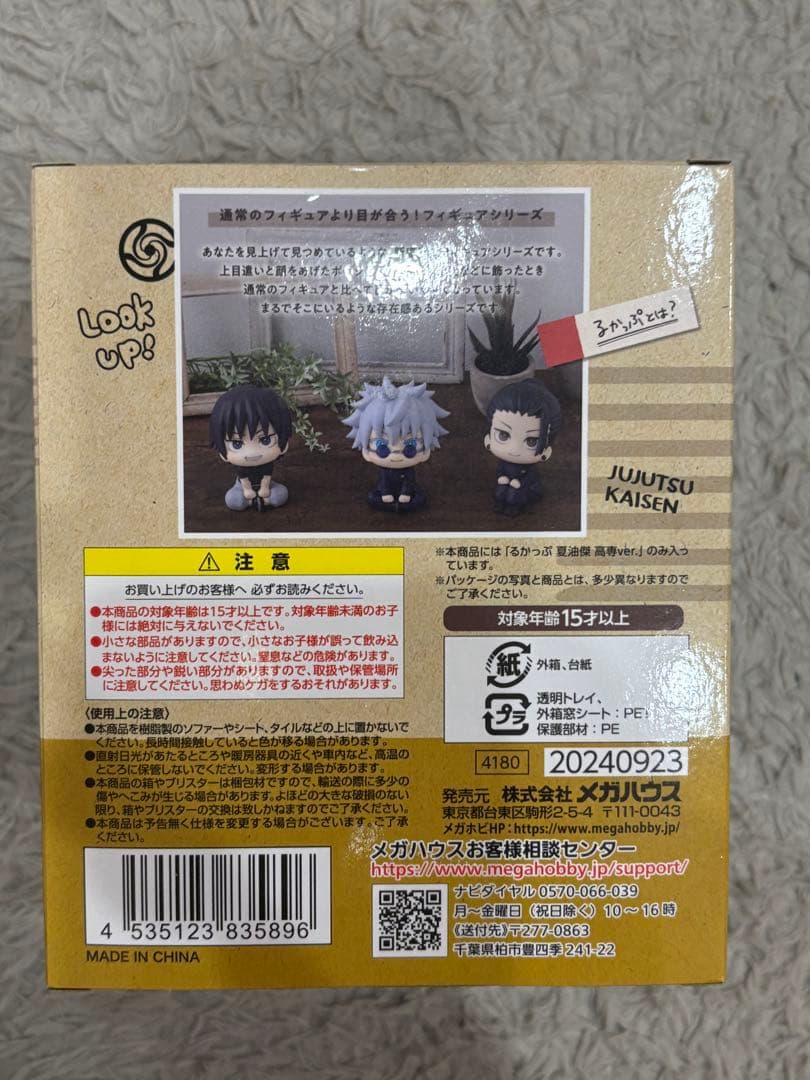 通常のフィギュアより目が合う!フィギュアシリーズ
あなたを見上げて見つめているような
ュアシリーズです。
上目遣いと顔をあげたポ
などに飾ったとき
通常のフィギュアと比べて
っています。
まるでそこにいるような存在感あるシリーズです
Look
UP!
るかっぷとは?
JUJUTSU
KAISEN
⚠ 注意
お買い上げのお客様へ 必ずお読みください。
●本商品の対象年齢は15才以上です。対象年齢未満のお子
様には絶対に与えないでください。
●小さな部品がありますので、小さなお子様が誤って飲み込
まないように注意してください。窒息などの危険があります。
●尖った部分や鋭い部分がありますので、取扱や保管場所
に注意してください。思わぬケガをするおそれがあります。
〈使用上の注意〉
●本商品を樹脂製のソファーやシート、タイルなどの上に置かないで
ください。長時間接触していると色が移る場合があります。
●直射日光があたるところや暖房器具の近くや車内など、高温の
ところに保管しないでください。変形する場合があります。
●本商品の箱やブリスターは梱包材ですので、輸送の際に多少の
傷やへこみが生じる場合があります。よほどの大きな破損のない
限り、箱やブリスターの交換は致しかねますのでご了承ください。
●本商品は予告無く仕様を変更する場合がございます。ご了承
ください。
※本商品には「るかっぷ 夏油傑 高専ver.」のみ入っ
ています。
※パッケージの写真と商品とは、多少異なりますので
ご了承ください。
対象年齢15才以上
紙 外箱、台紙
プラ 透明トレイ、
外箱窓シート:PET
保護部材:PE
4180 20240923
発売元 株式会社メガハウス
東京都台東区駒形2-5-4 〒111-0043
メガホビHP:https://www.megahobby.jp/
メガハウスお客様相談センター
https://www.megahobby.jp/support/
ナビダイヤル 0570-066-039
月～金曜日(祝日除く)10～16時
《送付先》〒277-0863
千葉県柏市豊四季241-22
4 535123 835896
MADE IN CHINA